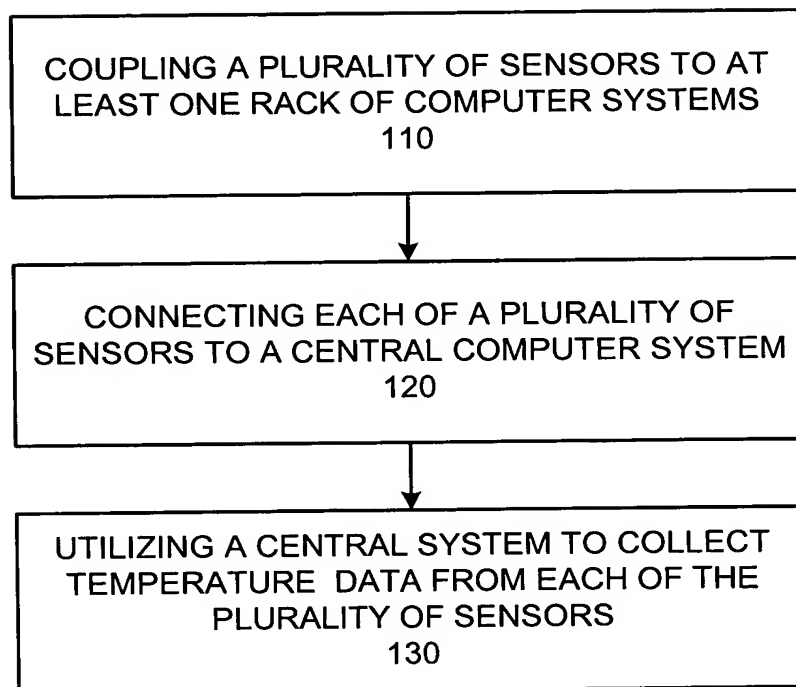 COUPLING A PLURALITY OF SENSORS TO AT
LEAST ONE RACK OF COMPUTER SYSTEMS
110
CONNECTING EACH OF A PLURALITY OF
SENSORS TO A CENTRAL COMPUTER SYSTEM
120
UTILIZING A CENTRAL SYSTEM TO COLLECT
TEMPERATURE DATA FROM EACH OF THE
PLURALITY OF SENSORS
130